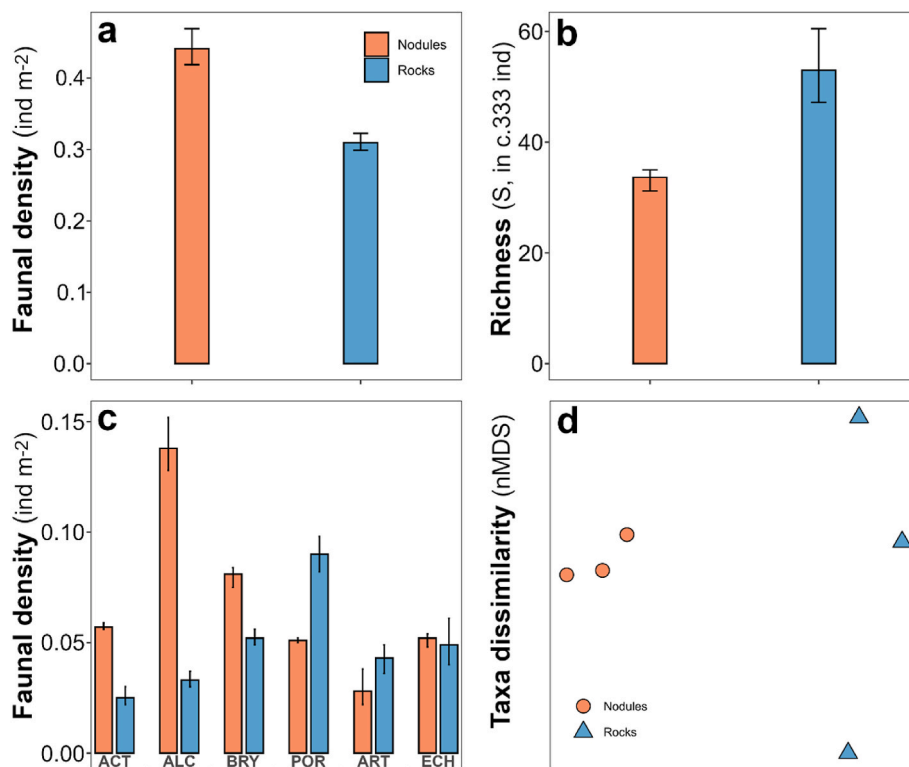 a
Faunal density (ind m-2)
0.4
0.3
0.2
0.1
0.0
Nodules
Rocks
b
Richness (S, in c.333 ind)
60
40
20
0
c
Faunal density (ind m-2)
0.15
0.10
0.05
0.00
ACT ALC BRY POR ART ECH
d
Taxa dissimilarity (nMDS)
Nodules
Rocks